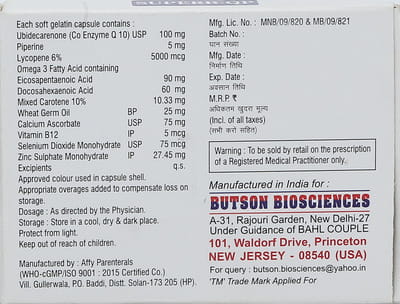 Each soft gelatin capsule contains :
Ubidecarenone (Co Enzyme Q 10) USP 100 mg
Piperine 5 mg
Lycopene 6% 5000 mcg
Omega 3 Fatty Acid containing
Eicosapentaenoic Acid 90 mg
Docosahexaenoic Acid 60 mg
Mixed Carotene 10% 10.33 mg
Wheat Germ Oil BP 25 mg
Calcium Ascorbate USP 75 mg
Vitamin B12 IP 5 mcg
Selenium Dioxide Monohydrate USP 75 mcg
Zinc Sulphate Monohydrate IP 27.45 mg
Excipients q.s.
Approved colour used in capsule shell.
Appropriate overages added to compensate loss on
storage.
Dosage : As directed by the Physician.
Storage : Store in a cool, dry & dark place.
Protect from light.
Keep out of reach of children.
Manufactured by : Affy Parenterals
(WHO-cGMP/ISO 9001 : 2015 Certified Co.)
Vill. Gullerwala, PO. Baddi, Distt. Solan-173 205 (HP).
Mfg. Lic. No. : MNB/09/820 & MB/09/821
Batch No. :
घान संख्या
Mfg. Date :
निर्माण तिथि
Exp. Date :
अवसान तिथि
M.R.P. ₹
अधिकतम खुदरा मूल्य
(Incl. of all taxes)
(सभी करों सहित)
Warning : To be sold by retail on the prescription
of a Registered Medical Practitioner only.
Manufactured in India for :
BUTSON BIOSCIENCES
A-31, Rajouri Garden, New Delhi-27
Under Guidance of BAHL COUPLE
101, Waldorf Drive, Princeton
NEW JERSEY - 08540 (USA)
For query : butson.biosciences@yahoo.in
'TM' Trade Mark Applied For